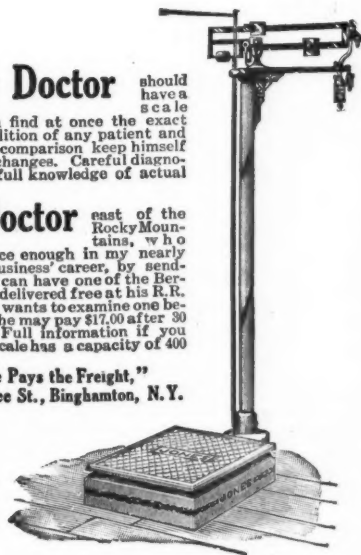 Doctor should
have a
scale
find at once the exact
dition of any patient and
comparison keep himself
changes. Careful diagno-
full knowledge of actual
octor east of the
Rocky Moun-
tains, who
ce enough in my nearly
usiness' career, by send-
can have one of the Ber-
delivered free at his R.R.
wants to examine one be-
he may pay $17.00 after 30
Full information if you
cale has a capacity of 400
Pays the Freight,"
ee St., Binghamton, N.Y.
JONES